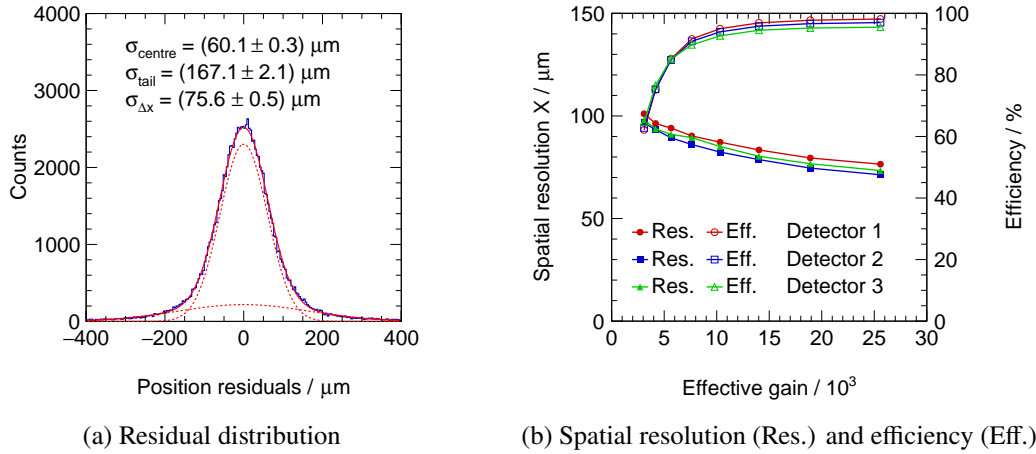 σcentre = (60.1 ± 0.3) μm
σtail = (167.1 ± 2.1) μm
σΔx = (75.6 ± 0.5) μm
Counts
4000
3000
2000
1000
0
−400
−200
0
200
400
Position residuals / μm
(a) Residual distribution
Spatial resolution X / μm
150
100
50
0
Efficiency / %
100
80
60
40
20
0
Res. Eff. Detector 1
Res. Eff. Detector 2
Res. Eff. Detector 3
0 5 10 15 20 25 30
Effective gain / 10³
(b) Spatial resolution (Res.) and efficiency (Eff.)